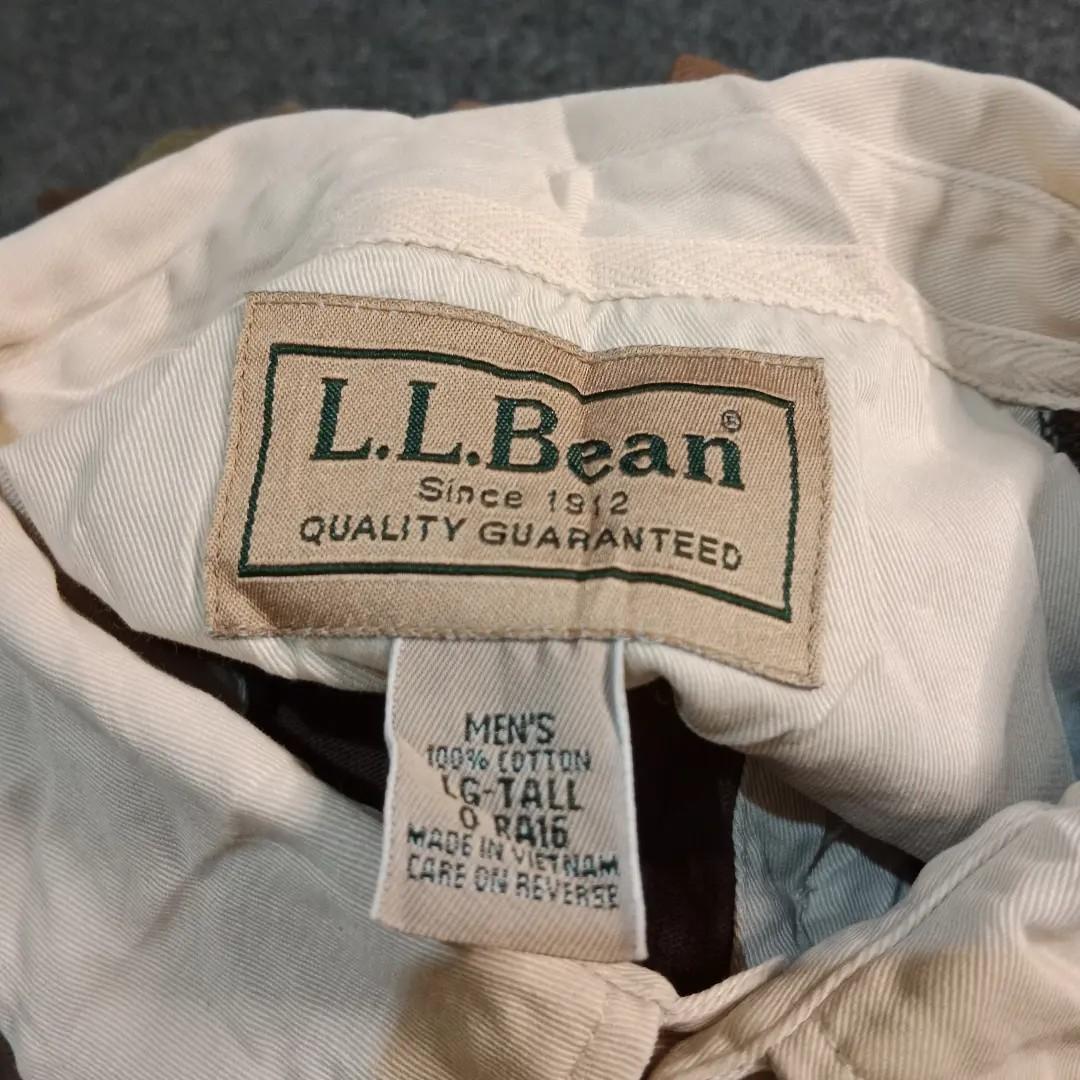 L.L.Bean®
Since 1912
QUALITY GUARANTEED
MEN'S
100% COTTON
LG-TALL
0 RA16
MADE IN VIETNAM
CARE ON REVERSE